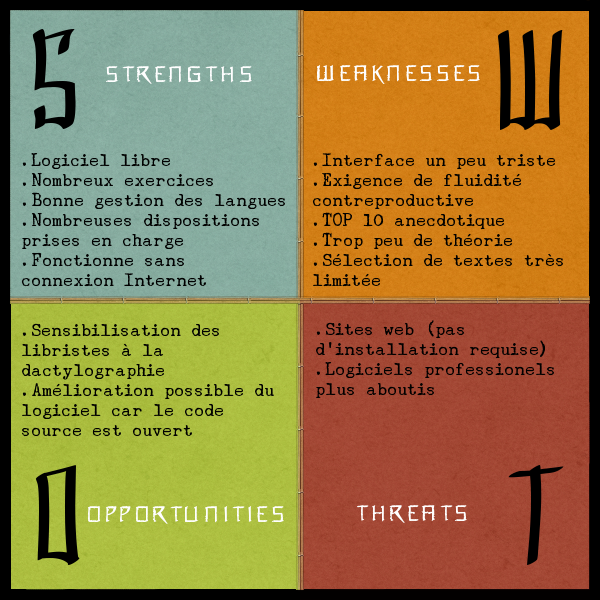 S
STRENGTHS
.Logiciel libre
.Nombreux exercices
.Bonne gestion des langues
.Nombreuses dispositions
prises en charge
.Fonctionne sans
connexion Internet
WEAKNESSES
W
.Interface un peu triste
.Exigence de fluidité
contreproductive
.TOP 10 anecdotique
.Trop peu de théorie
.Sélection de textes très
limitée
.Sensibilisation des
libristes à la
dactylographie
.Amélioration possible du
logiciel car le code
source est ouvert
O
OPPORTUNITIES
.Sites web (pas
d'installation requise)
.Logiciels professionels
plus aboutis
THREATS
T